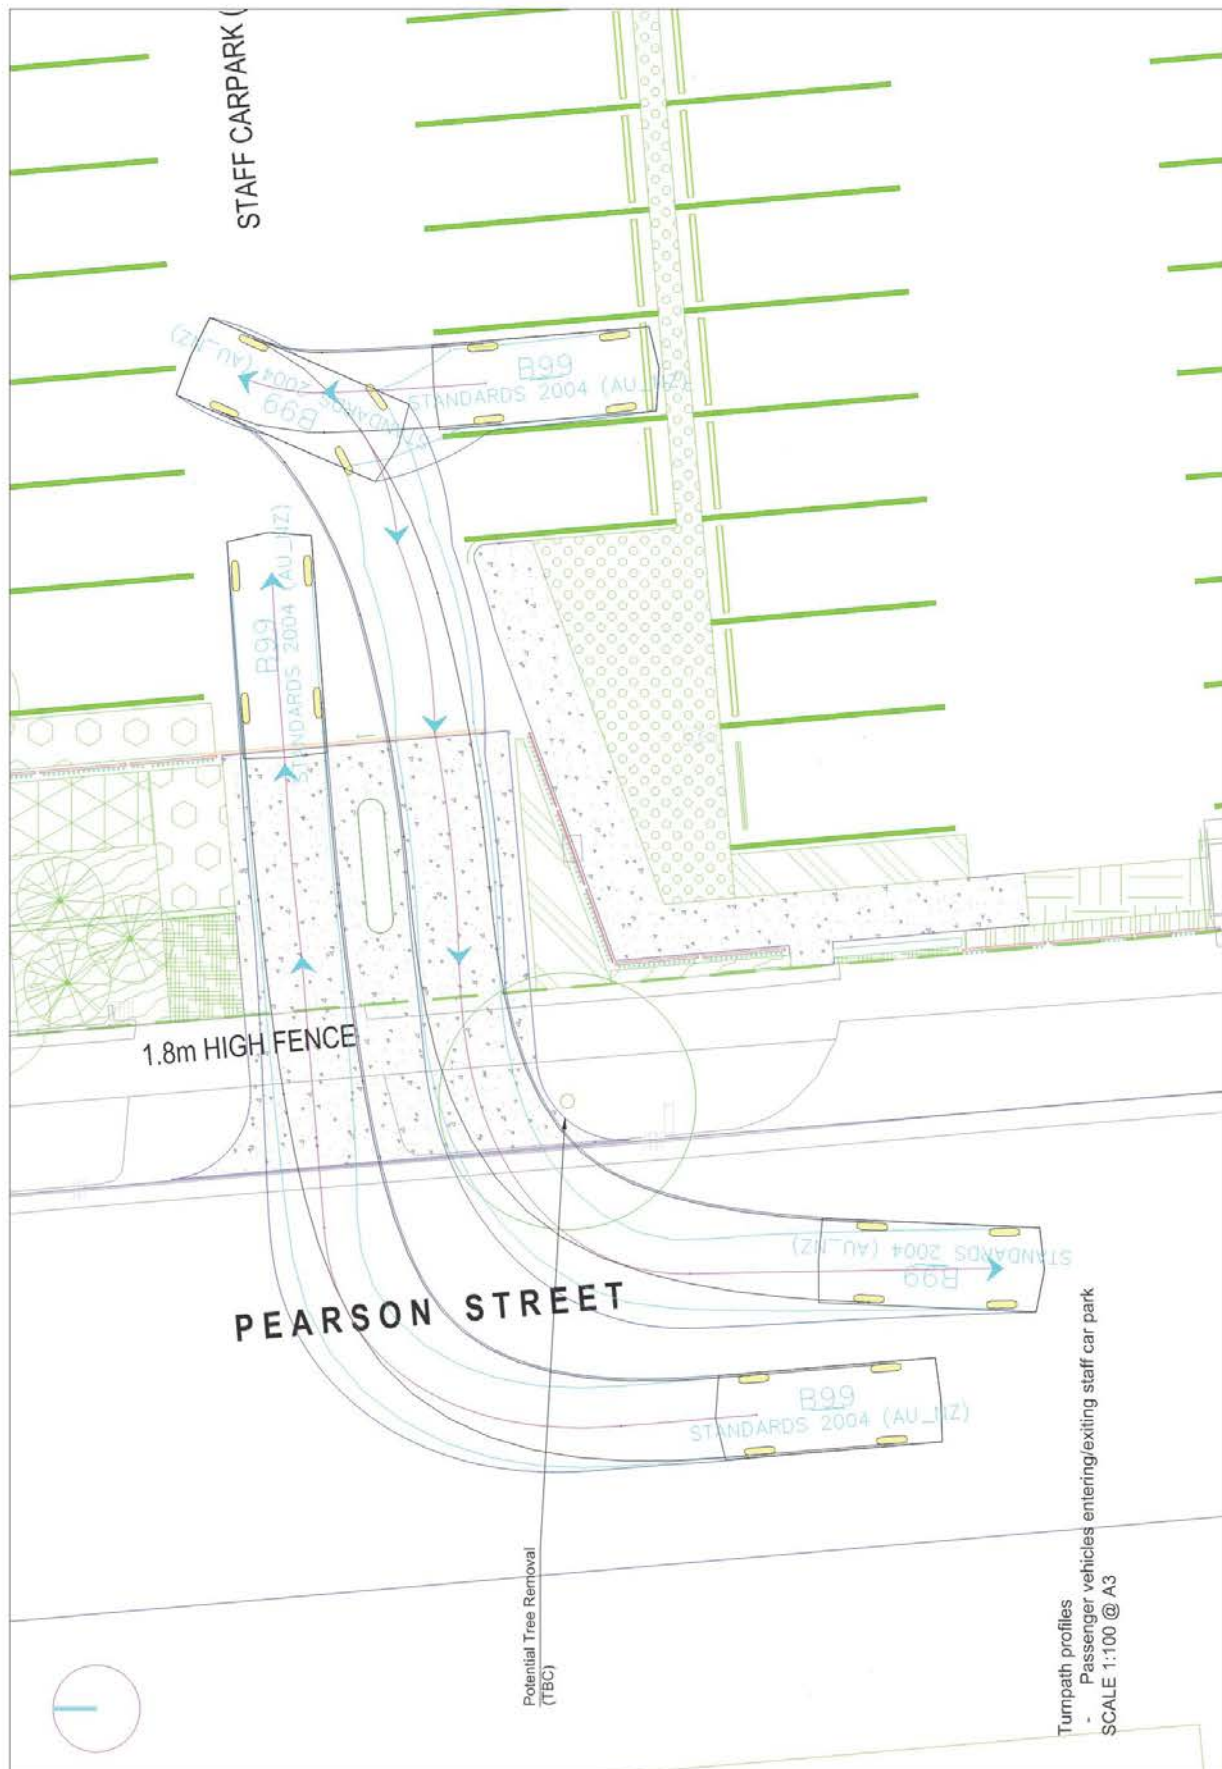 STAFF CARPARK (
B99
STANDARDS 2004 (AU_NZ)
B99
STANDARDS 2004 (AU_NZ)
B99
STANDARDS 2004 (AU_NZ)
1.8m HIGH FENCE
PEARSON STREET
B99
STANDARDS 2004 (AU_NZ)
B99
STANDARDS 2004 (AU_NZ)
Potential Tree Removal
(TBC)
Turnpath profiles
- Passenger vehicles entering/exiting staff car park
SCALE 1:100 @ A3